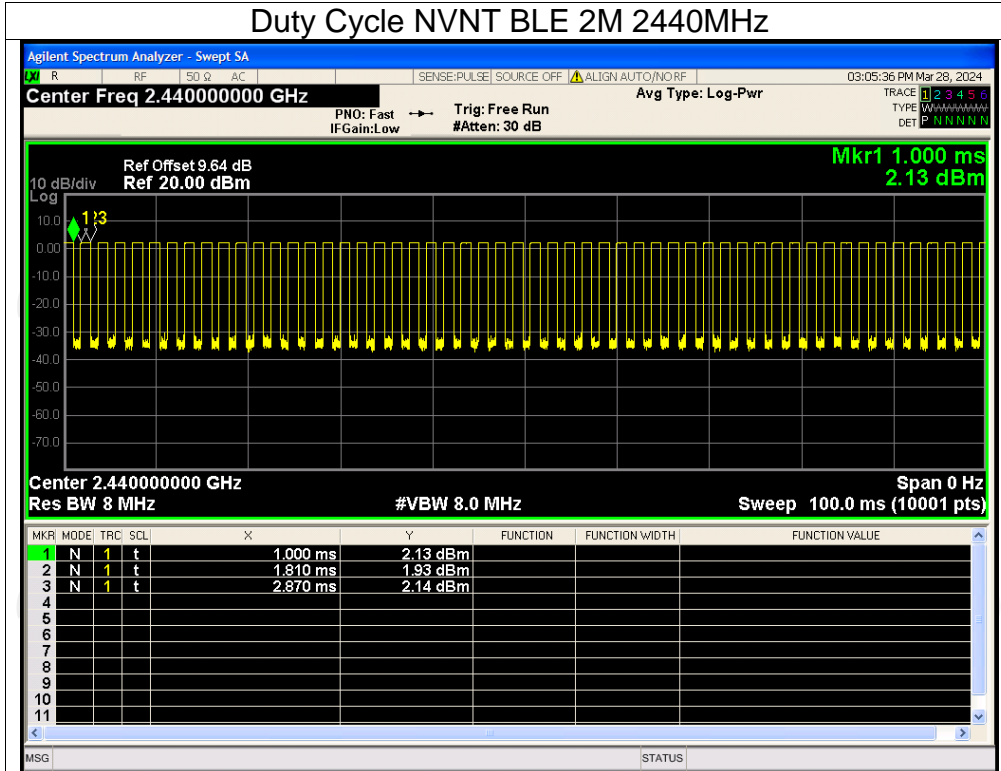 Duty Cycle NVNT BLE 2M 2440MHz
Agilent Spectrum Analyzer - Swept SA
LXI R RF 50 Ω AC SENSE:PULSE SOURCE OFF ALIGN AUTO/NO RF 03:05:36 PM Mar 28, 2024
Center Freq 2.440000000 GHz Avg Type: Log-Pwr TRACE 1 2 3 4 5 6
PNO: Fast Trig: Free Run TYPE WWWWWW
IFGain:Low #Atten: 30 dB DET P N N N N N
Mkr1 1.000 ms
2.13 dBm
Ref Offset 9.64 dB
10 dB/div Ref 20.00 dBm
Log
10.0
0.00
-10.0
-20.0
-30.0
-40.0
-50.0
-60.0
-70.0
1 2 3
Center 2.440000000 GHz Span 0 Hz
Res BW 8 MHz #VBW 8.0 MHz Sweep 100.0 ms (10001 pts)
MKR MODE TRC SCL X Y FUNCTION FUNCTION WIDTH FUNCTION VALUE
1 N 1 t 1.000 ms 2.13 dBm
2 N 1 t 1.810 ms 1.93 dBm
3 N 1 t 2.870 ms 2.14 dBm
4
5
6
7
8
9
10
11
MSG STATUS